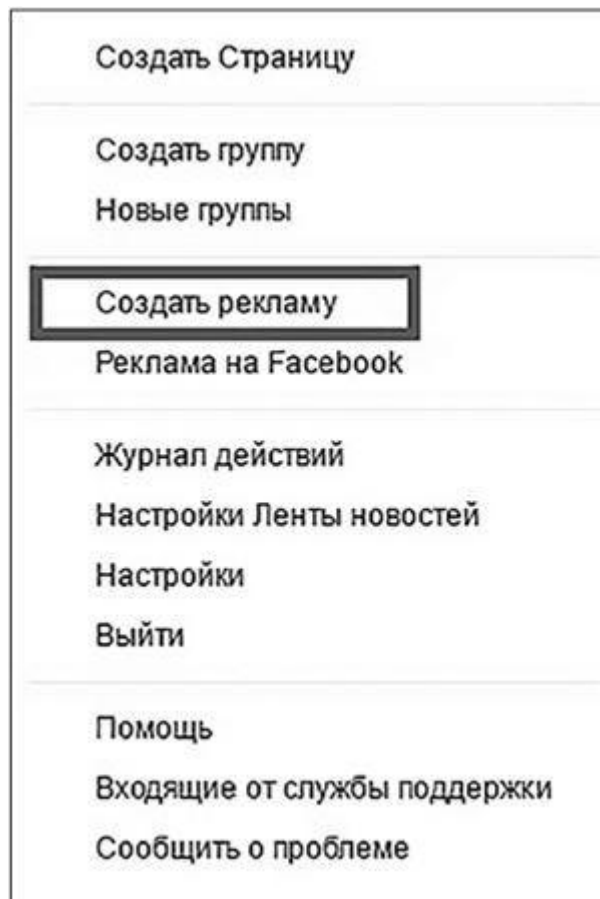 Создать Страницу
Создать группу
Новые группы
Создать рекламу
Реклама на Facebook
Журнал действий
Настройки Ленты новостей
Настройки
Выйти
Помощь
Входящие от службы поддержки
Сообщить о проблеме